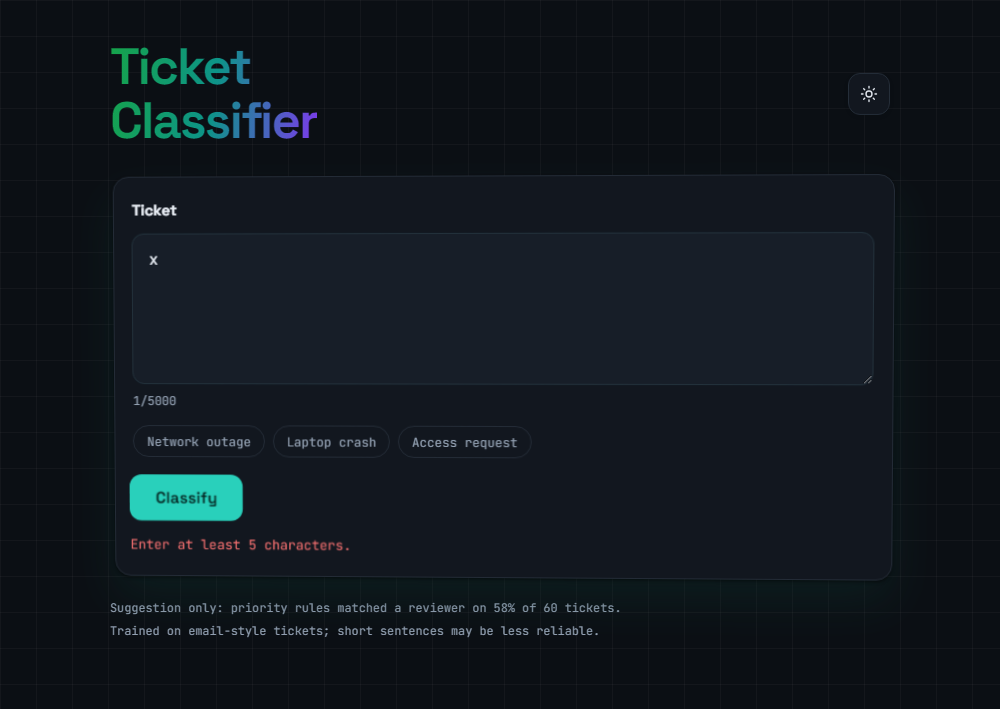 Ticket
Classifier
Ticket
x
1/5000
Network outage Laptop crash Access request
Classify
Enter at least 5 characters.
Suggestion only: priority rules matched a reviewer on 58% of 60 tickets.
Trained on email-style tickets; short sentences may be less reliable.